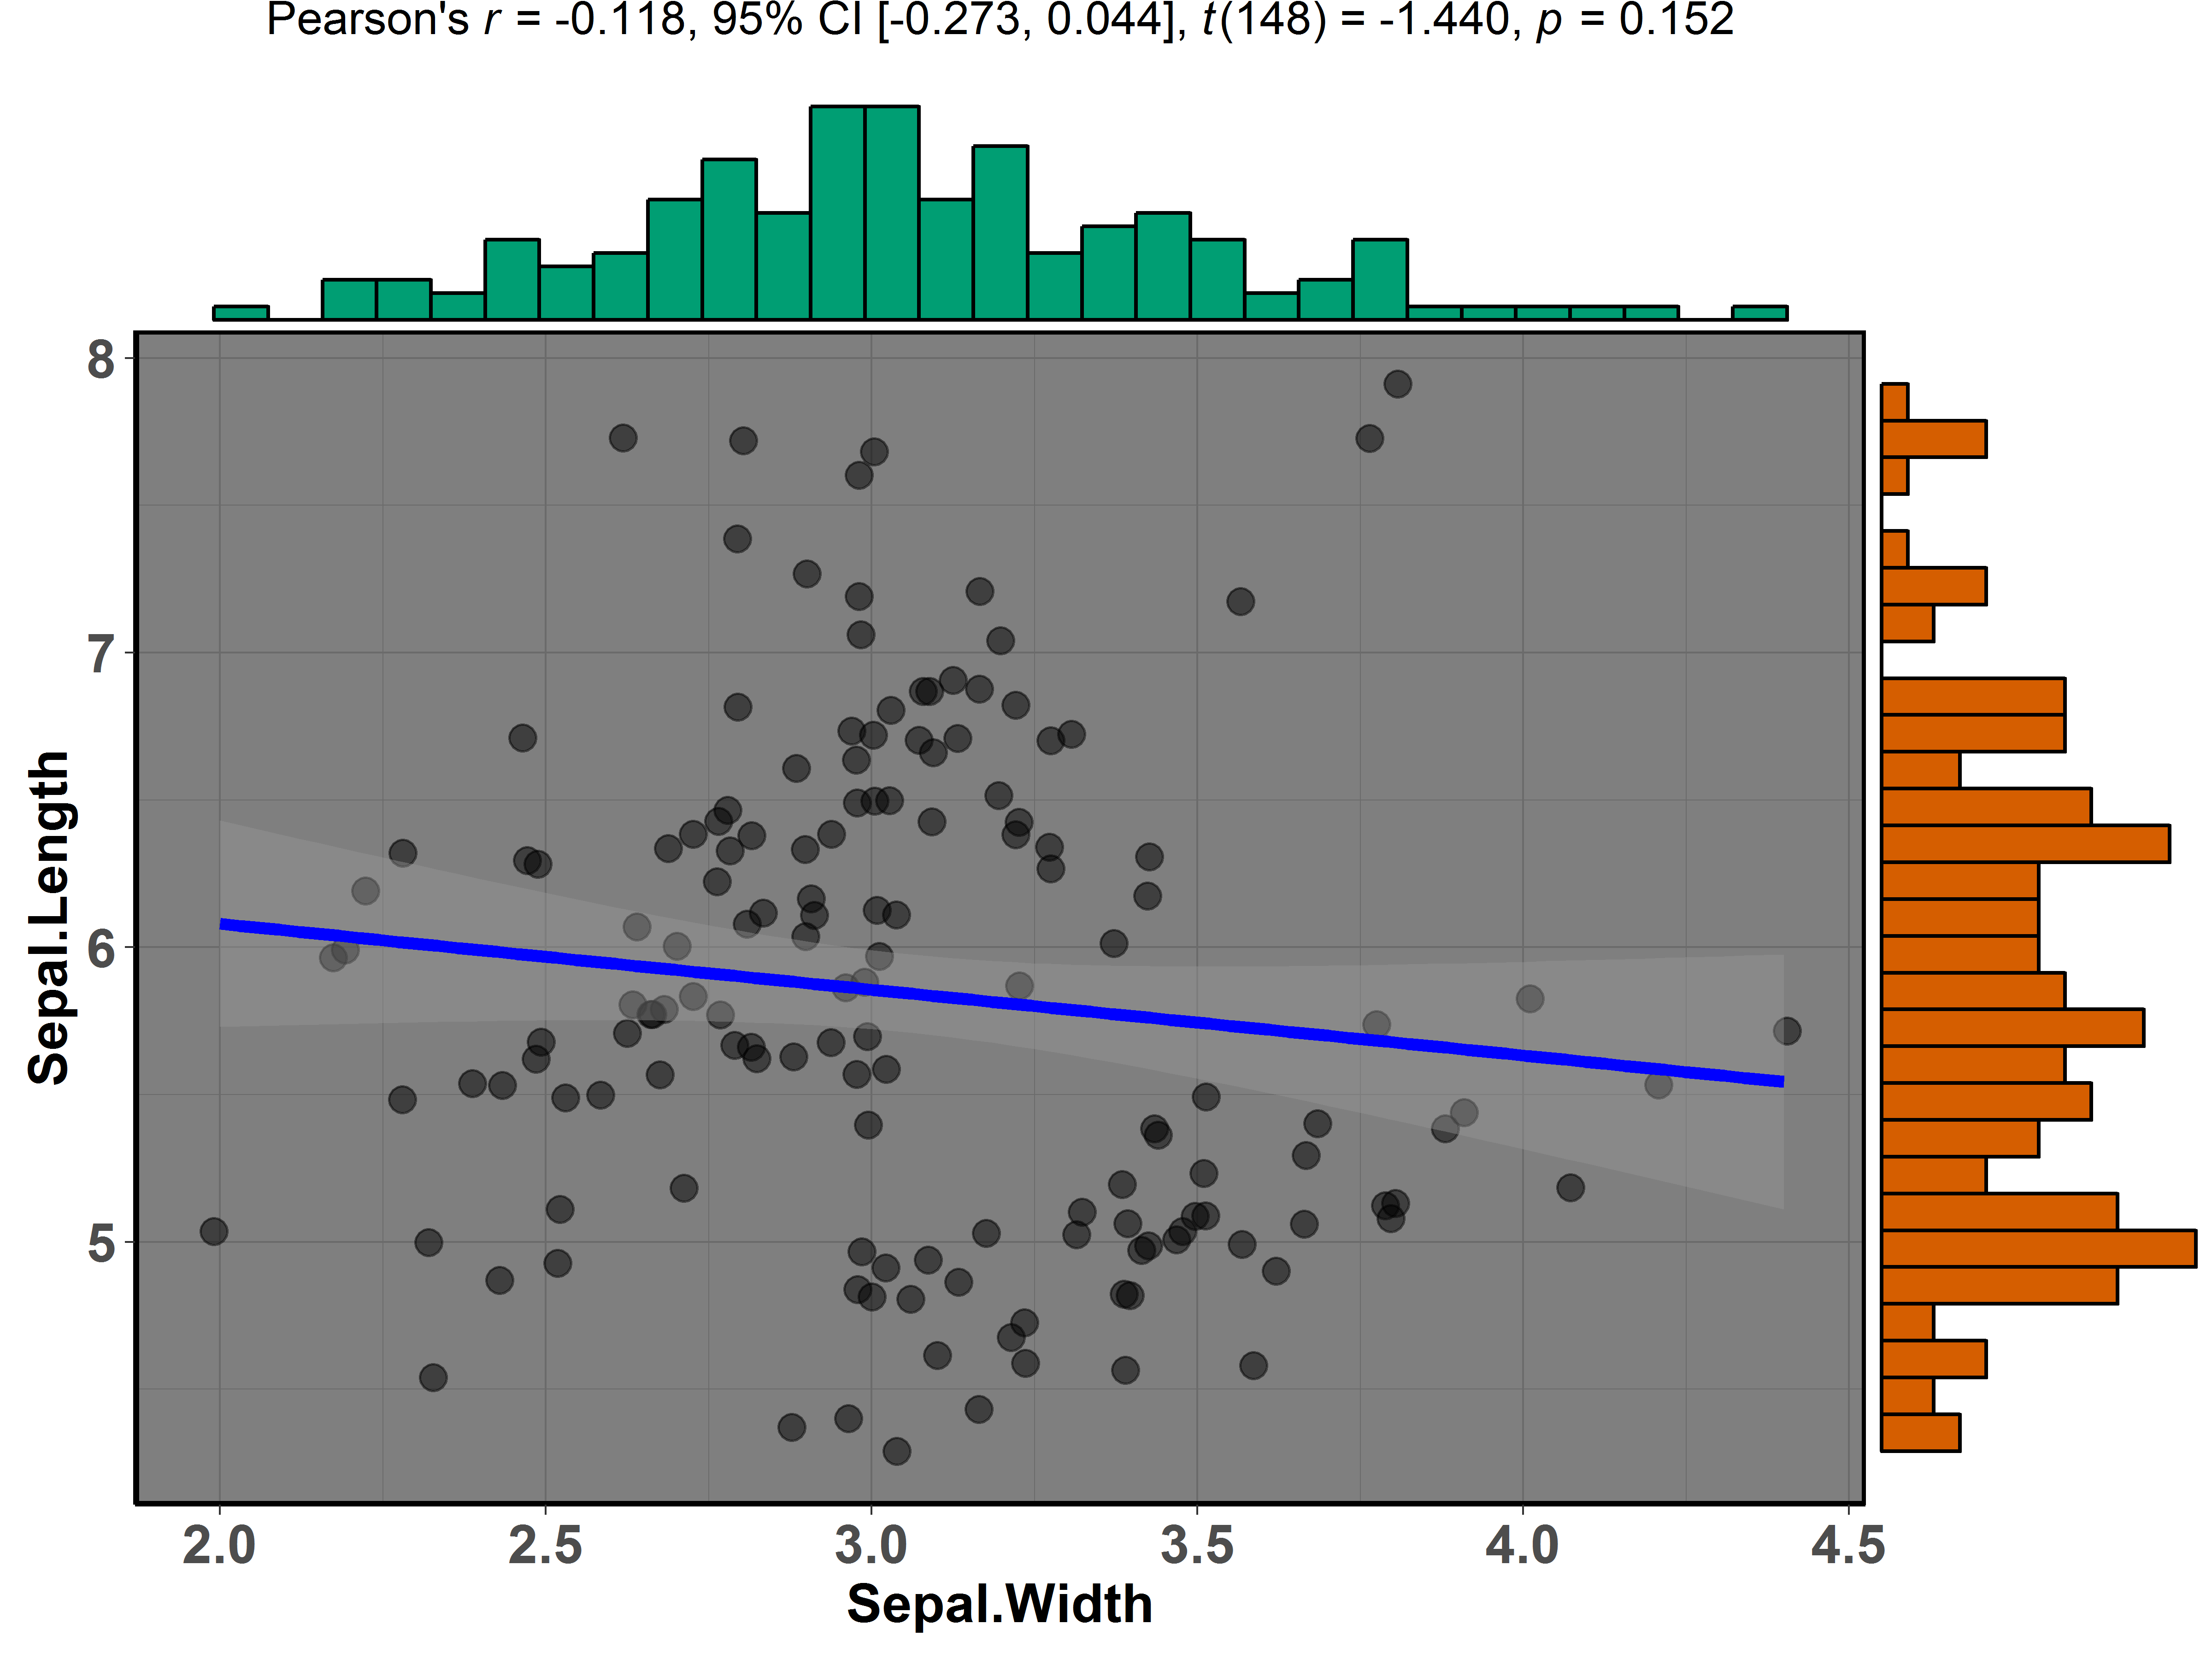 Pearson's r = -0.118, 95% CI [-0.273, 0.044], t(148) = -1.440, p = 0.152
8
7
6
5
Sepal.Length
2.0 2.5 3.0 3.5 4.0 4.5
Sepal.Width